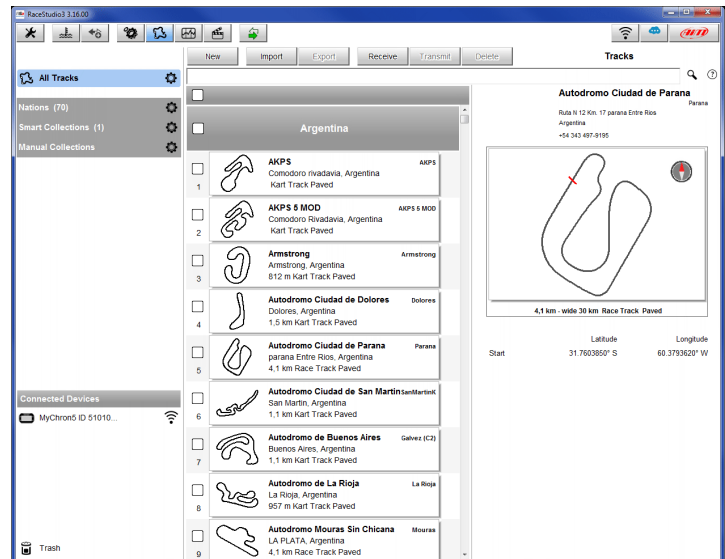 RaceStudio3 3.16.00
New Import Export Receive Transmit Delete
Tracks
All Tracks
Nations (70)
Smart Collections (1)
Manual Collections
Argentina
AKPS AKPS
Comodoro rivadavia, Argentina
Kart Track Paved
1
AKPS 5 MOD AKPS 5 MOD
Comodoro Rivadavia, Argentina
Kart Track Paved
2
Armstrong Armstrong
Armstrong, Argentina
812 m Kart Track Paved
3
Autodromo Ciudad de Dolores Dolores
Dolores, Argentina
1,5 km Kart Track Paved
4
Autodromo Ciudad de Parana Parana
parana Entre Rios, Argentina
4,1 km Race Track Paved
5
Autodromo Ciudad de San Martin SanMartinK
San Martin, Argentina
1,1 km Kart Track Paved
6
Autodromo de Buenos Aires Galvez (C2)
Buenos Aires, Argentina
1,1 km Kart Track Paved
7
Autodromo de La Rioja La Rioja
La Rioja, Argentina
957 m Kart Track Paved
8
Autodromo Mouras Sin Chicana Mouras
LA PLATA, Argentina
4,1 km Race Track Paved
9
Connected Devices
MyChron5 ID 51010...
Trash
Autodromo Ciudad de Parana
Parana
Ruta N 12 Km. 17 parana Entre Rios
Argentina
+54 343 497-9195
4,1 km - wide 30 km Race Track Paved
Latitude Longitude
Start 31.7603850° S 60.3793620° W